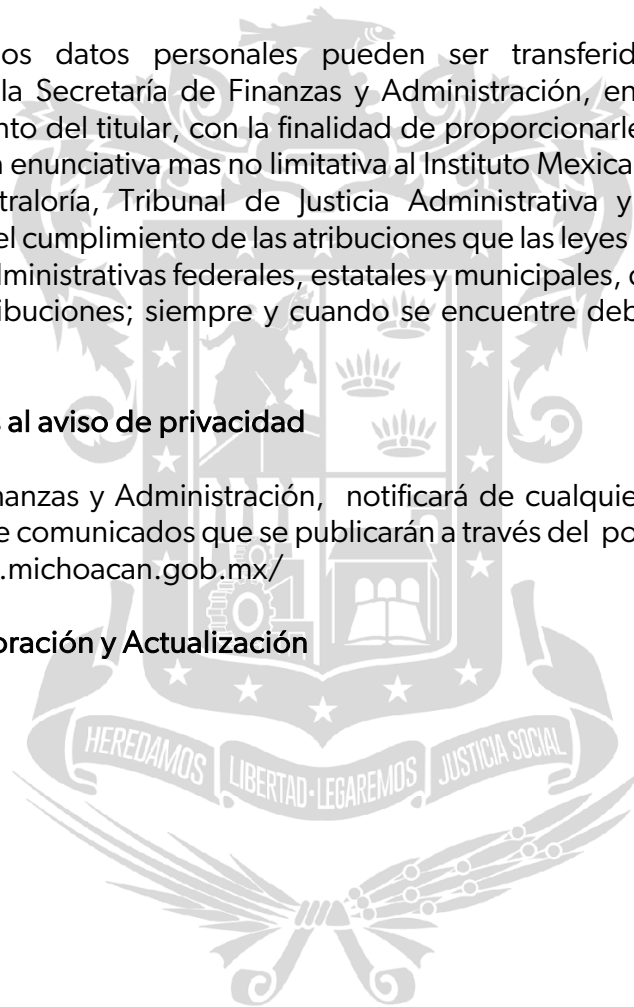 os datos personales pueden ser transferid
la Secretaría de Finanzas y Administración, en
nto del titular, con la finalidad de proporcionarle
enunciativa mas no limitativa al Instituto Mexica
traloría, Tribunal de Justicia Administrativa y
el cumplimiento de las atribuciones que las leyes
dministrativas federales, estatales y municipales,
ribuciones; siempre y cuando se encuentre deb
al aviso de privacidad
nanzas y Administración, notificará de cualquie
e comunicados que se publicarán a través del po
.michoacan.gob.mx/
oración y Actualización
HEREDAMOS LIBERTAD·LEGAREMOS JUSTICIA SOCIAL